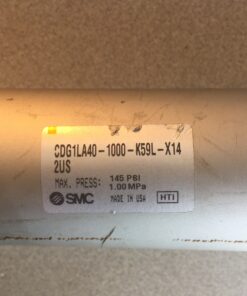 CDG1LA40-1000-K59L-X14
2US
MAX. PRESS: 145 PSI
1.00MPa
SMC MADE IN USA HTI